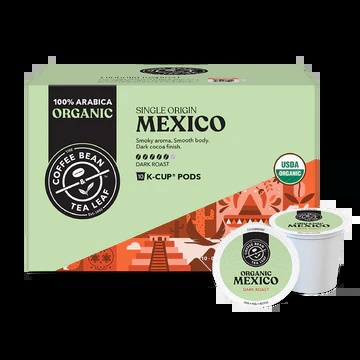 100% ARABICA
ORGANIC
THE
COFFEE BEAN
TEA LEAF
SINGLE ORIGIN
MEXICO
Smoky aroma. Smooth body.
Dark cocoa finish.
DARK ROAST
10 K-CUP® PODS
USDA
ORGANIC
ORGANIC
MEXICO
DARK ROAST